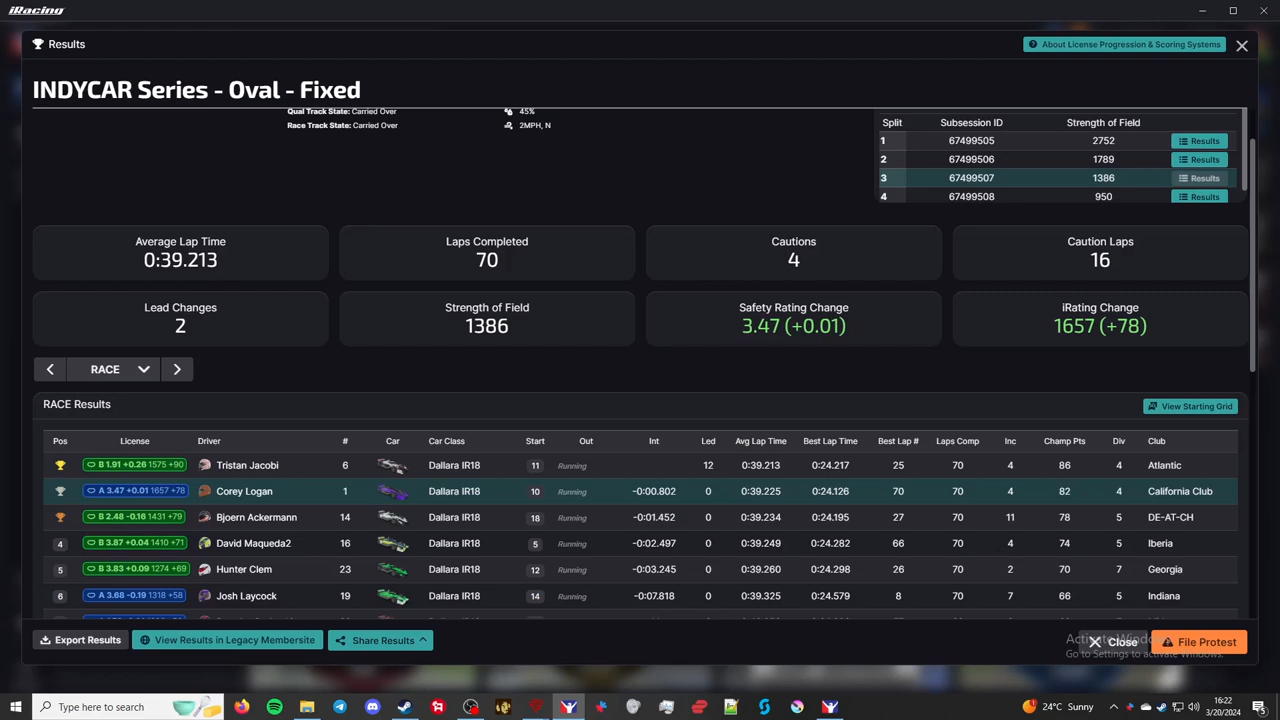 iRacing
Results
About License Progression & Scoring Systems
INDYCAR Series - Oval - Fixed
Qual Track State: Carried Over
45%
Race Track State: Carried Over
2MPH, N
Split Subsession ID Strength of Field
1 67499505 2752 Results
2 67499506 1789 Results
3 67499507 1386 Results
4 67499508 950 Results
Average Lap Time
0:39.213
Laps Completed
70
Cautions
4
Caution Laps
16
Lead Changes
2
Strength of Field
1386
Safety Rating Change
3.47 (+0.01)
iRating Change
1657 (+78)
RACE
RACE Results
View Starting Grid
Pos License Driver # Car Car Class Start Out Int Led Avg Lap Time Best Lap Time Best Lap # Laps Comp Inc Champ Pts Div Club
B 1.91 +0.26 1575 +90 Tristan Jacobi 6 Dallara IR18 11 Running 12 0:39.213 0:24.217 25 70 4 86 4 Atlantic
A 3.47 +0.01 1657 +78 Corey Logan 1 Dallara IR18 10 Running -0:00.802 0 0:39.225 0:24.126 70 70 4 82 4 California Club
B 2.48 -0.16 1431 +79 Bjoern Ackermann 14 Dallara IR18 18 Running -0:01.452 0 0:39.234 0:24.195 27 70 11 78 5 DE-AT-CH
4 B 3.87 +0.04 1410 +71 David Maqueda2 16 Dallara IR18 5 Running -0:02.497 0 0:39.249 0:24.282 66 70 4 74 5 Iberia
5 B 3.83 +0.09 1274 +69 Hunter Clem 23 Dallara IR18 12 Running -0:03.245 0 0:39.260 0:24.298 26 70 2 70 7 Georgia
6 A 3.68 -0.19 1318 +58 Josh Laycock 19 Dallara IR18 14 Running -0:07.818 0 0:39.325 0:24.579 8 70 7 66 5 Indiana
Export Results
View Results in Legacy Membersite
Share Results
Close
File Protest
Go to Settings to activate Windows.
Type here to search
24°C Sunny
16:22
3/20/2024